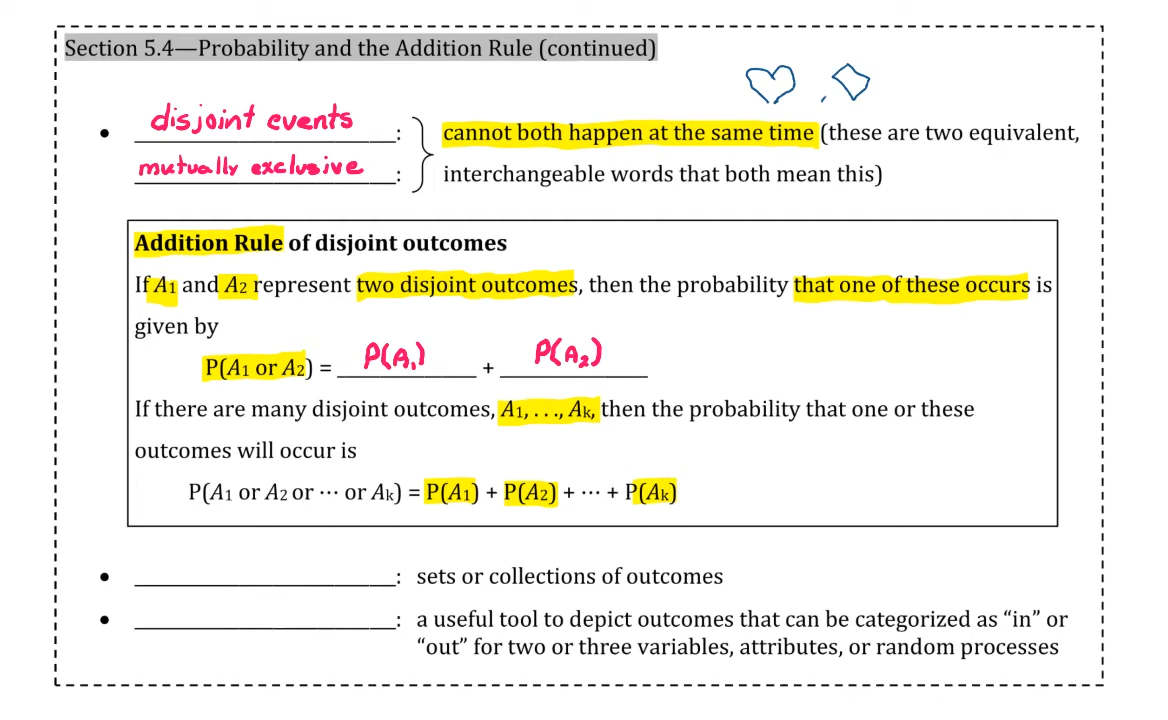 Section 5.4—Probability and the Addition Rule (continued)
• disjoint events: cannot both happen at the same time (these are two equivalent,
mutually exclusive: interchangeable words that both mean this)
Addition Rule of disjoint outcomes
If A1 and A2 represent two disjoint outcomes, then the probability that one of these occurs is
given by
P(A1 or A2) = P(A1) + P(A2)
If there are many disjoint outcomes, A1, . . ., Ak, then the probability that one or these
outcomes will occur is
P(A1 or A2 or ⋯ or Ak) = P(A1) + P(A2) + ⋯ + P(Ak)
• ______________________: sets or collections of outcomes
• ______________________: a useful tool to depict outcomes that can be categorized as “in” or
“out” for two or three variables, attributes, or random processes